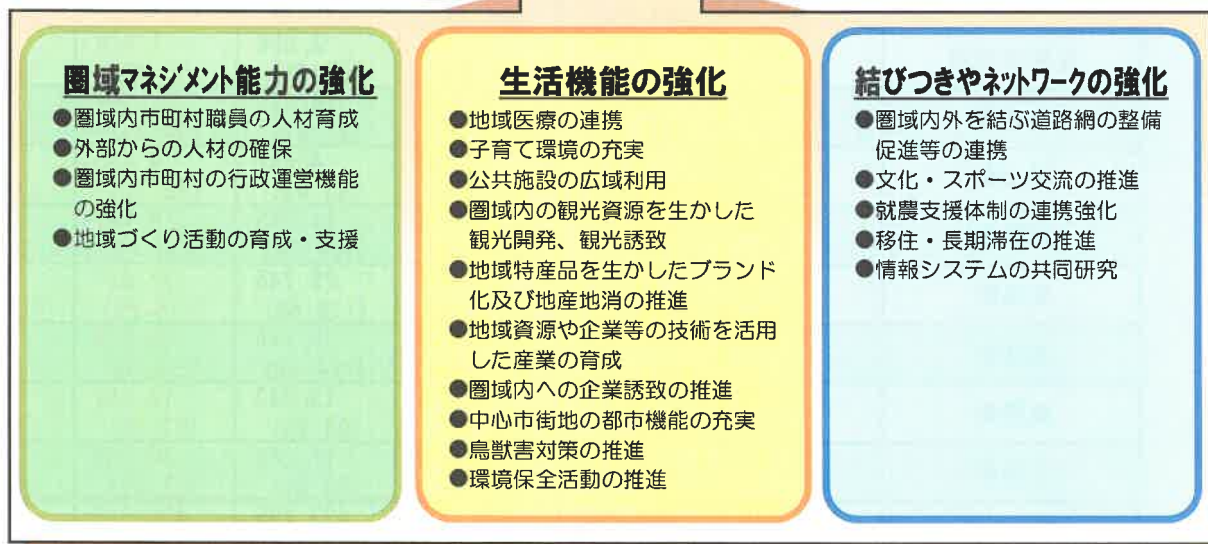 圏域マネジメント能力の強化
●圏域内市町村職員の人材育成
●外部からの人材の確保
●圏域内市町村の行政運営機能
の強化
●地域づくり活動の育成・支援
生活機能の強化
●地域医療の連携
●子育て環境の充実
●公共施設の広域利用
●圏域内の観光資源を生かした
観光開発、観光誘致
●地域特産品を生かしたブランド
化及び地産地消の推進
●地域資源や企業等の技術を活用
した産業の育成
●圏域内への企業誘致の推進
●中心市街地の都市機能の充実
●鳥獣害対策の推進
●環境保全活動の推進
結びつきやネットワークの強化
●圏域内外を結ぶ道路網の整備
促進等の連携
●文化・スポーツ交流の推進
●就農支援体制の連携強化
●移住・長期滞在の推進
●情報システムの共同研究